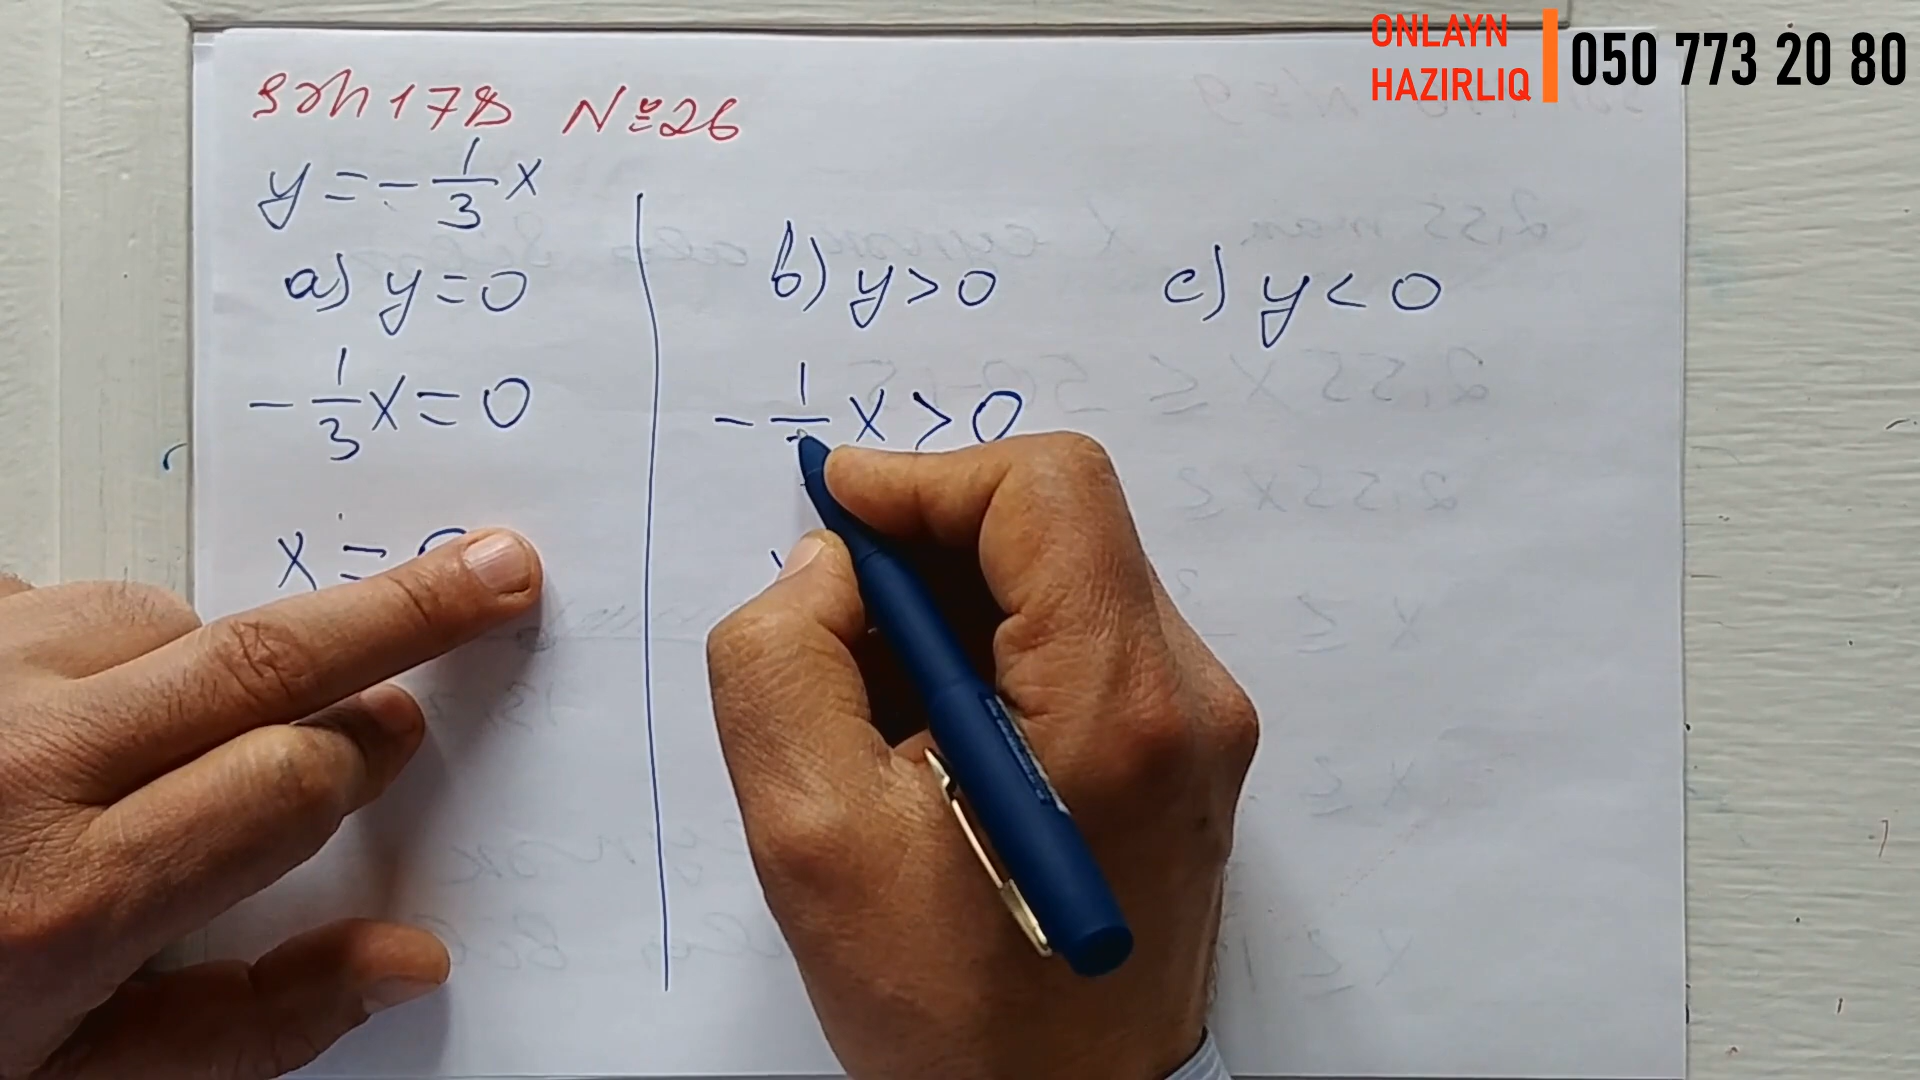 ONLAYN
HAZIRLIQ
050 773 20 80
səh 178 №26
y = - 1/3 x
a) y = 0
- 1/3 x = 0
x =
b) y > 0
- 1/3 x > 0
c) y < 0